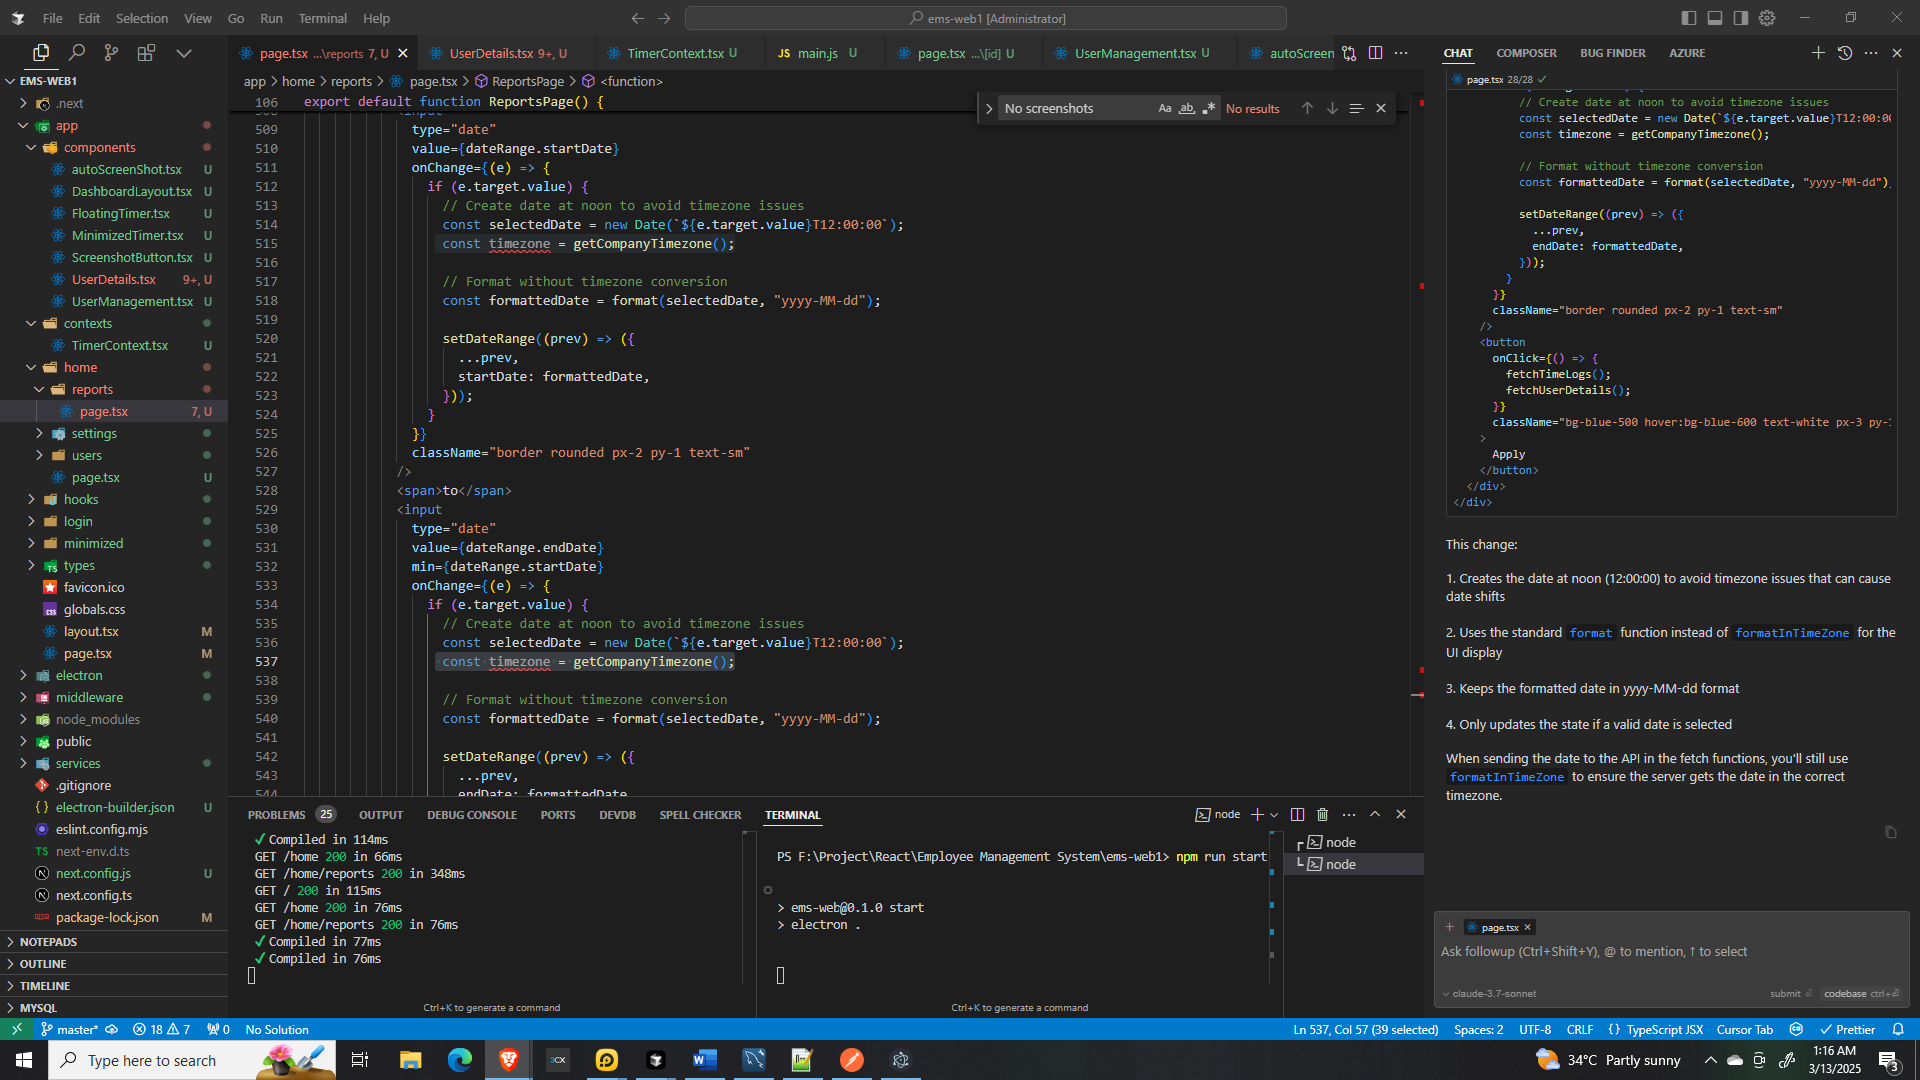 File Edit Selection View Go Run Terminal Help
ems-web1 [Administrator]
page.tsx ...\reports 7, U
UserDetails.tsx 9+, U
TimerContext.tsx U
JS main.js U
page.tsx ...\[id] U
UserManagement.tsx U
autoScreen
CHAT COMPOSER BUG FINDER AZURE
EMS-WEB1
.next
app
components
autoScreenShot.tsx U
DashboardLayout.tsx U
FloatingTimer.tsx U
MinimizedTimer.tsx U
ScreenshotButton.tsx U
UserDetails.tsx 9+, U
UserManagement.tsx U
contexts
TimerContext.tsx U
home
reports
page.tsx 7, U
settings
users
page.tsx U
hooks
login
minimized
types
favicon.ico
globals.css
layout.tsx M
page.tsx M
electron
middleware
node_modules
public
services
.gitignore
electron-builder.json U
eslint.config.mjs
TS next-env.d.ts
next.config.js U
next.config.ts
package-lock.json M
NOTEPADS
OUTLINE
TIMELINE
MYSQL
app > home > reports > page.tsx > ReportsPage > <function>
106 export default function ReportsPage() {
No screenshots Aa ab No results
508 <input
509 type="date"
510 value={dateRange.startDate}
511 onChange={(e) => {
512 if (e.target.value) {
513 // Create date at noon to avoid timezone issues
514 const selectedDate = new Date(`${e.target.value}T12:00:00`);
515 const timezone = getCompanyTimezone();
516
517 // Format without timezone conversion
518 const formattedDate = format(selectedDate, "yyyy-MM-dd");
519
520 setDateRange((prev) => ({
521 ...prev,
522 startDate: formattedDate,
523 }));
524 }
525 }}
526 className="border rounded px-2 py-1 text-sm"
527 />
528 <span>to</span>
529 <input
530 type="date"
531 value={dateRange.endDate}
532 min={dateRange.startDate}
533 onChange={(e) => {
534 if (e.target.value) {
535 // Create date at noon to avoid timezone issues
536 const selectedDate = new Date(`${e.target.value}T12:00:00`);
537 const timezone = getCompanyTimezone();
538
539 // Format without timezone conversion
540 const formattedDate = format(selectedDate, "yyyy-MM-dd");
541
542 setDateRange((prev) => ({
543 ...prev,
544 endDate: formattedDate,
PROBLEMS 25 OUTPUT DEBUG CONSOLE PORTS DEVDB SPELL CHECKER TERMINAL
node
✓ Compiled in 114ms
GET /home 200 in 66ms
GET /home/reports 200 in 348ms
GET / 200 in 115ms
GET /home 200 in 76ms
GET /home/reports 200 in 76ms
✓ Compiled in 77ms
✓ Compiled in 76ms
Ctrl+K to generate a command
PS F:\Project\React\Employee Management System\ems-web1> npm run start
> ems-web@0.1.0 start
> electron .
Ctrl+K to generate a command
node
node
page.tsx 28/28 ✓
// Create date at noon to avoid timezone issues
const selectedDate = new Date(`${e.target.value}T12:00:00
const timezone = getCompanyTimezone();
// Format without timezone conversion
const formattedDate = format(selectedDate, "yyyy-MM-dd")
setDateRange((prev) => ({
...prev,
endDate: formattedDate,
}));
}
}}
className="border rounded px-2 py-1 text-sm"
/>
<button
onClick={() => {
fetchTimeLogs();
fetchUserDetails();
}}
className="bg-blue-500 hover:bg-blue-600 text-white px-3 py-1
>
Apply
</button>
</div>
</div>
This change:
1. Creates the date at noon (12:00:00) to avoid timezone issues that can cause
date shifts
2. Uses the standard format function instead of formatInTimeZone for the
UI display
3. Keeps the formatted date in yyyy-MM-dd format
4. Only updates the state if a valid date is selected
When sending the date to the API in the fetch functions, you'll still use
formatInTimeZone to ensure the server gets the date in the correct
timezone.
+ page.tsx ×
Ask followup (Ctrl+Shift+Y), @ to mention, ↑ to select
claude-3.7-sonnet submit codebase ctrl+
master* 18 7 0 No Solution
Ln 537, Col 57 (39 selected) Spaces: 2 UTF-8 CRLF { } TypeScript JSX Cursor Tab Prettier
Type here to search
34°C Partly sunny
1:16 AM
3/13/2025
3